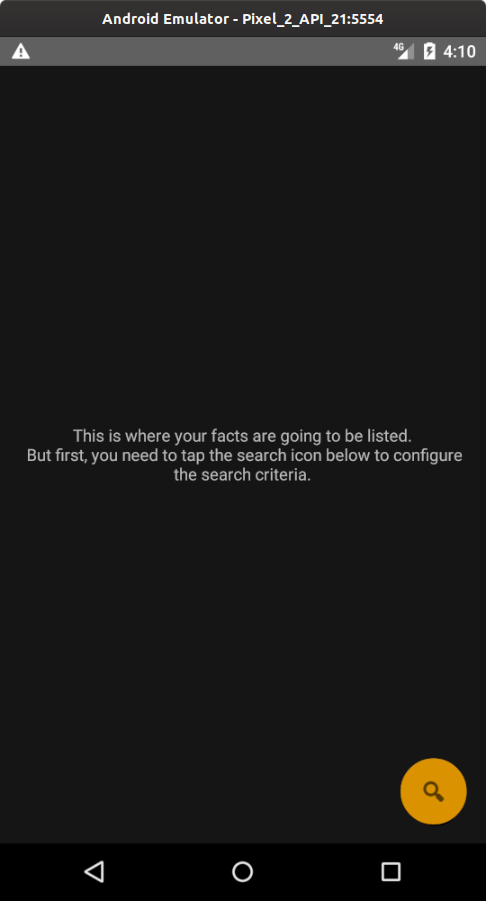 Android Emulator - Pixel_2_API_21:5554
4G 4:10
This is where your facts are going to be listed.
But first, you need to tap the search icon below to configure
the search criteria.